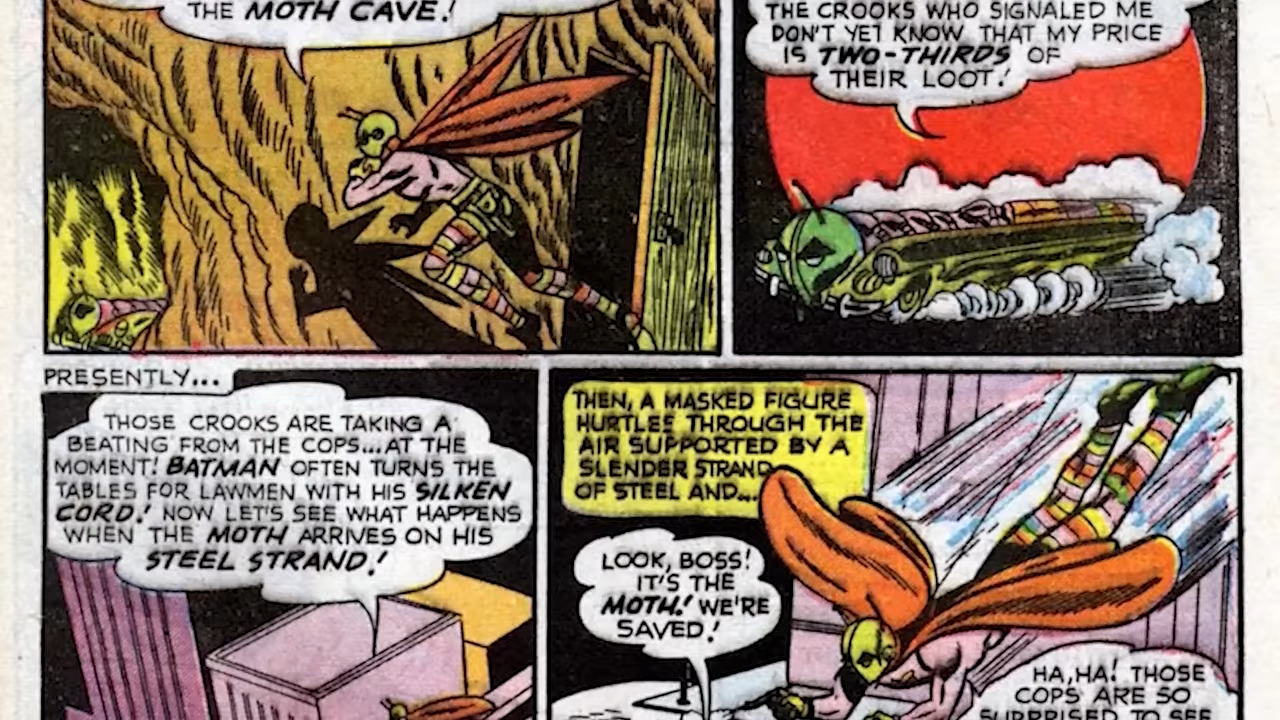 THE MOTH CAVE!
THE CROOKS WHO SIGNALED ME
DON'T YET KNOW THAT MY PRICE
IS TWO-THIRDS OF
THEIR LOOT!
PRESENTLY...
THOSE CROOKS ARE TAKING A
BEATING FROM THE COPS...AT THE
MOMENT! BATMAN OFTEN TURNS THE
TABLES FOR LAWMEN WITH HIS SILKEN
CORD! NOW LET'S SEE WHAT HAPPENS
WHEN THE MOTH ARRIVES ON HIS
STEEL STRAND!
THEN, A MASKED FIGURE
HURTLES THROUGH THE
AIR SUPPORTED BY A
SLENDER STRAND
OF STEEL AND...
LOOK, BOSS!
IT'S THE
MOTH! WE'RE
SAVED!
HA, HA! THOSE
COPS ARE SO
SURPRISED TO SEE